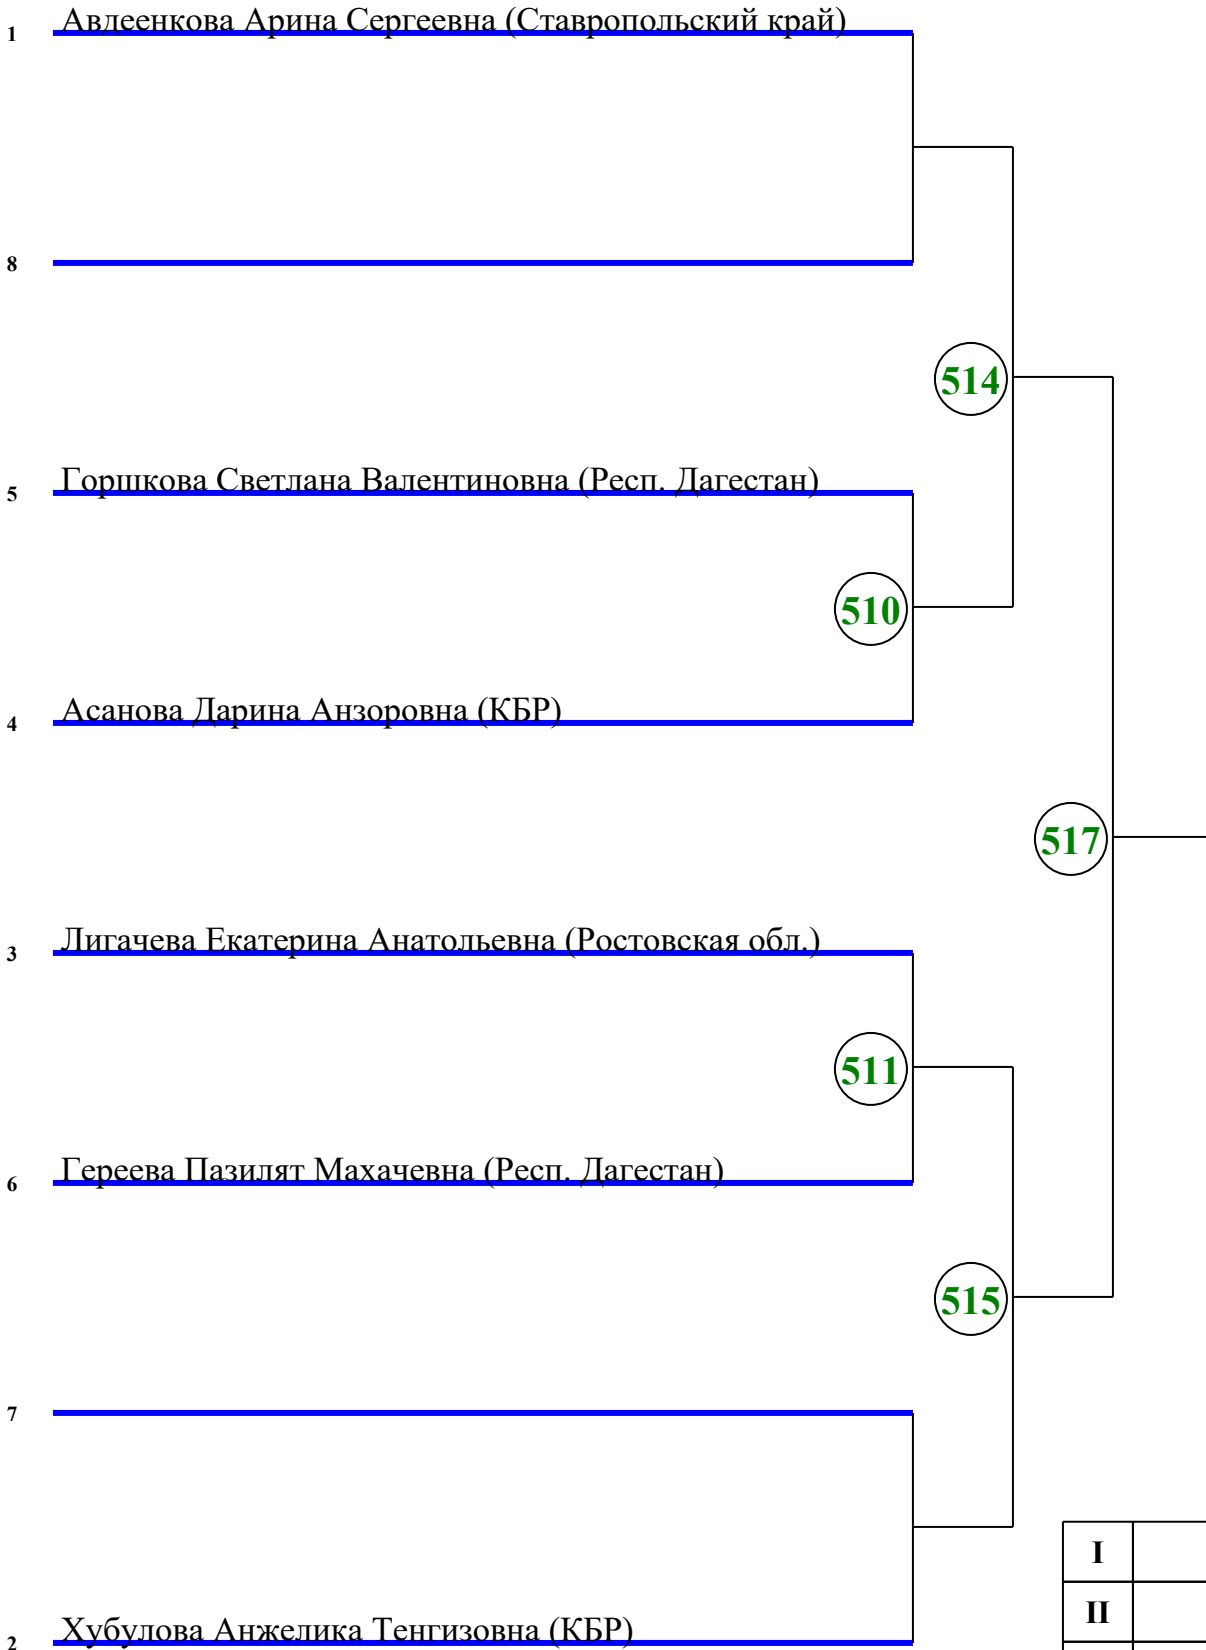 1 Авдеенкова Арина Сергеевна (Ставропольский край)
8
514
5 Горшкова Светлана Валентиновна (Респ. Дагестан)
510
4 Асанова Дарина Анзоровна (КБР)
517
3 Лигачева Екатерина Анатольевна (Ростовская обл.)
511
6 Гереева Пазилят Махачевна (Респ. Дагестан)
515
7
I
II
2 Хубулова Анжелика Тенгизовна (КБР)